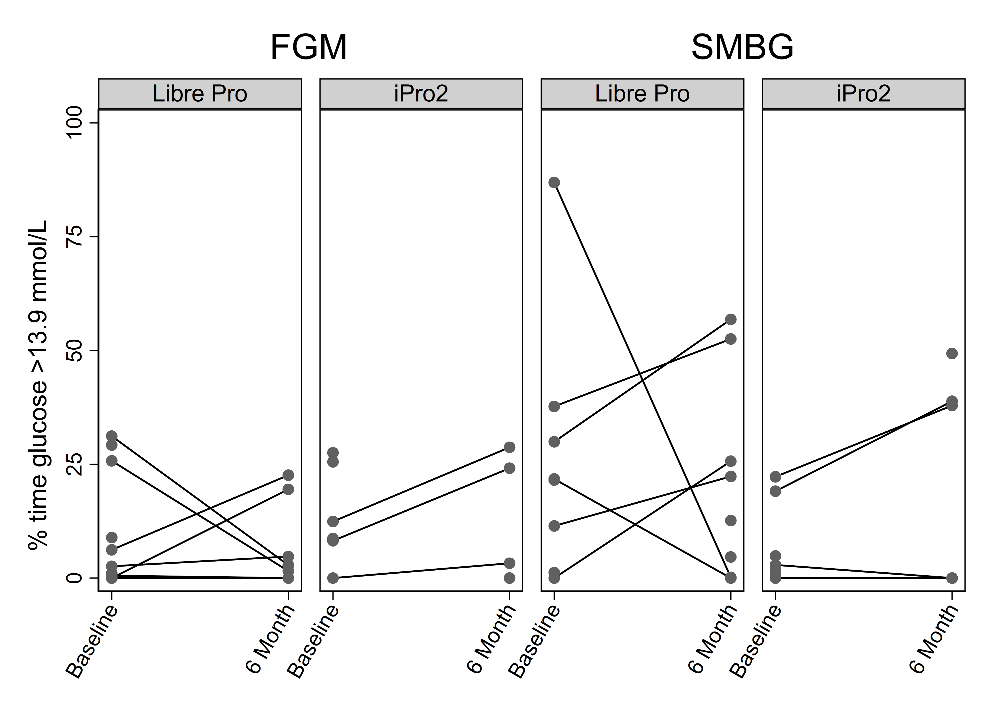 FGM
SMBG
Libre Pro
iPro2
Libre Pro
iPro2
% time glucose >13.9 mmol/L
100
75
50
25
0
Baseline
6 Month
Baseline
6 Month
Baseline
6 Month
Baseline
6 Month